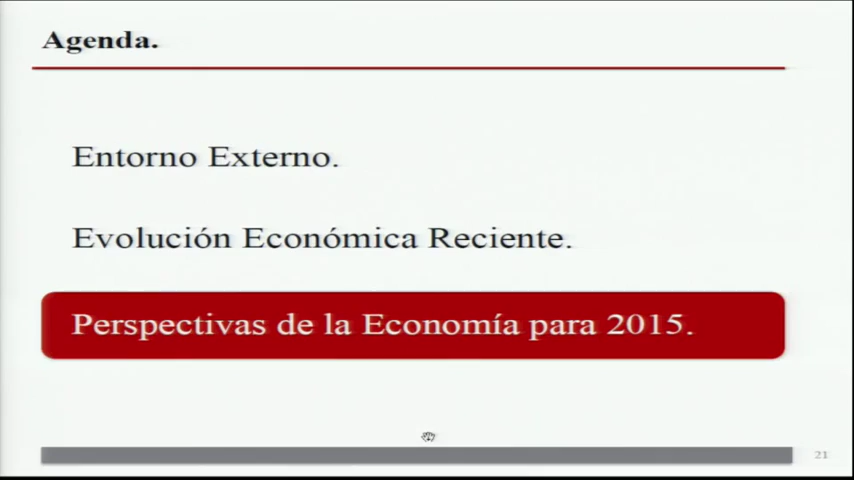 Agenda.
Entorno Externo.
Evolución Económica Reciente.
Perspectivas de la Economía para 2015.
21